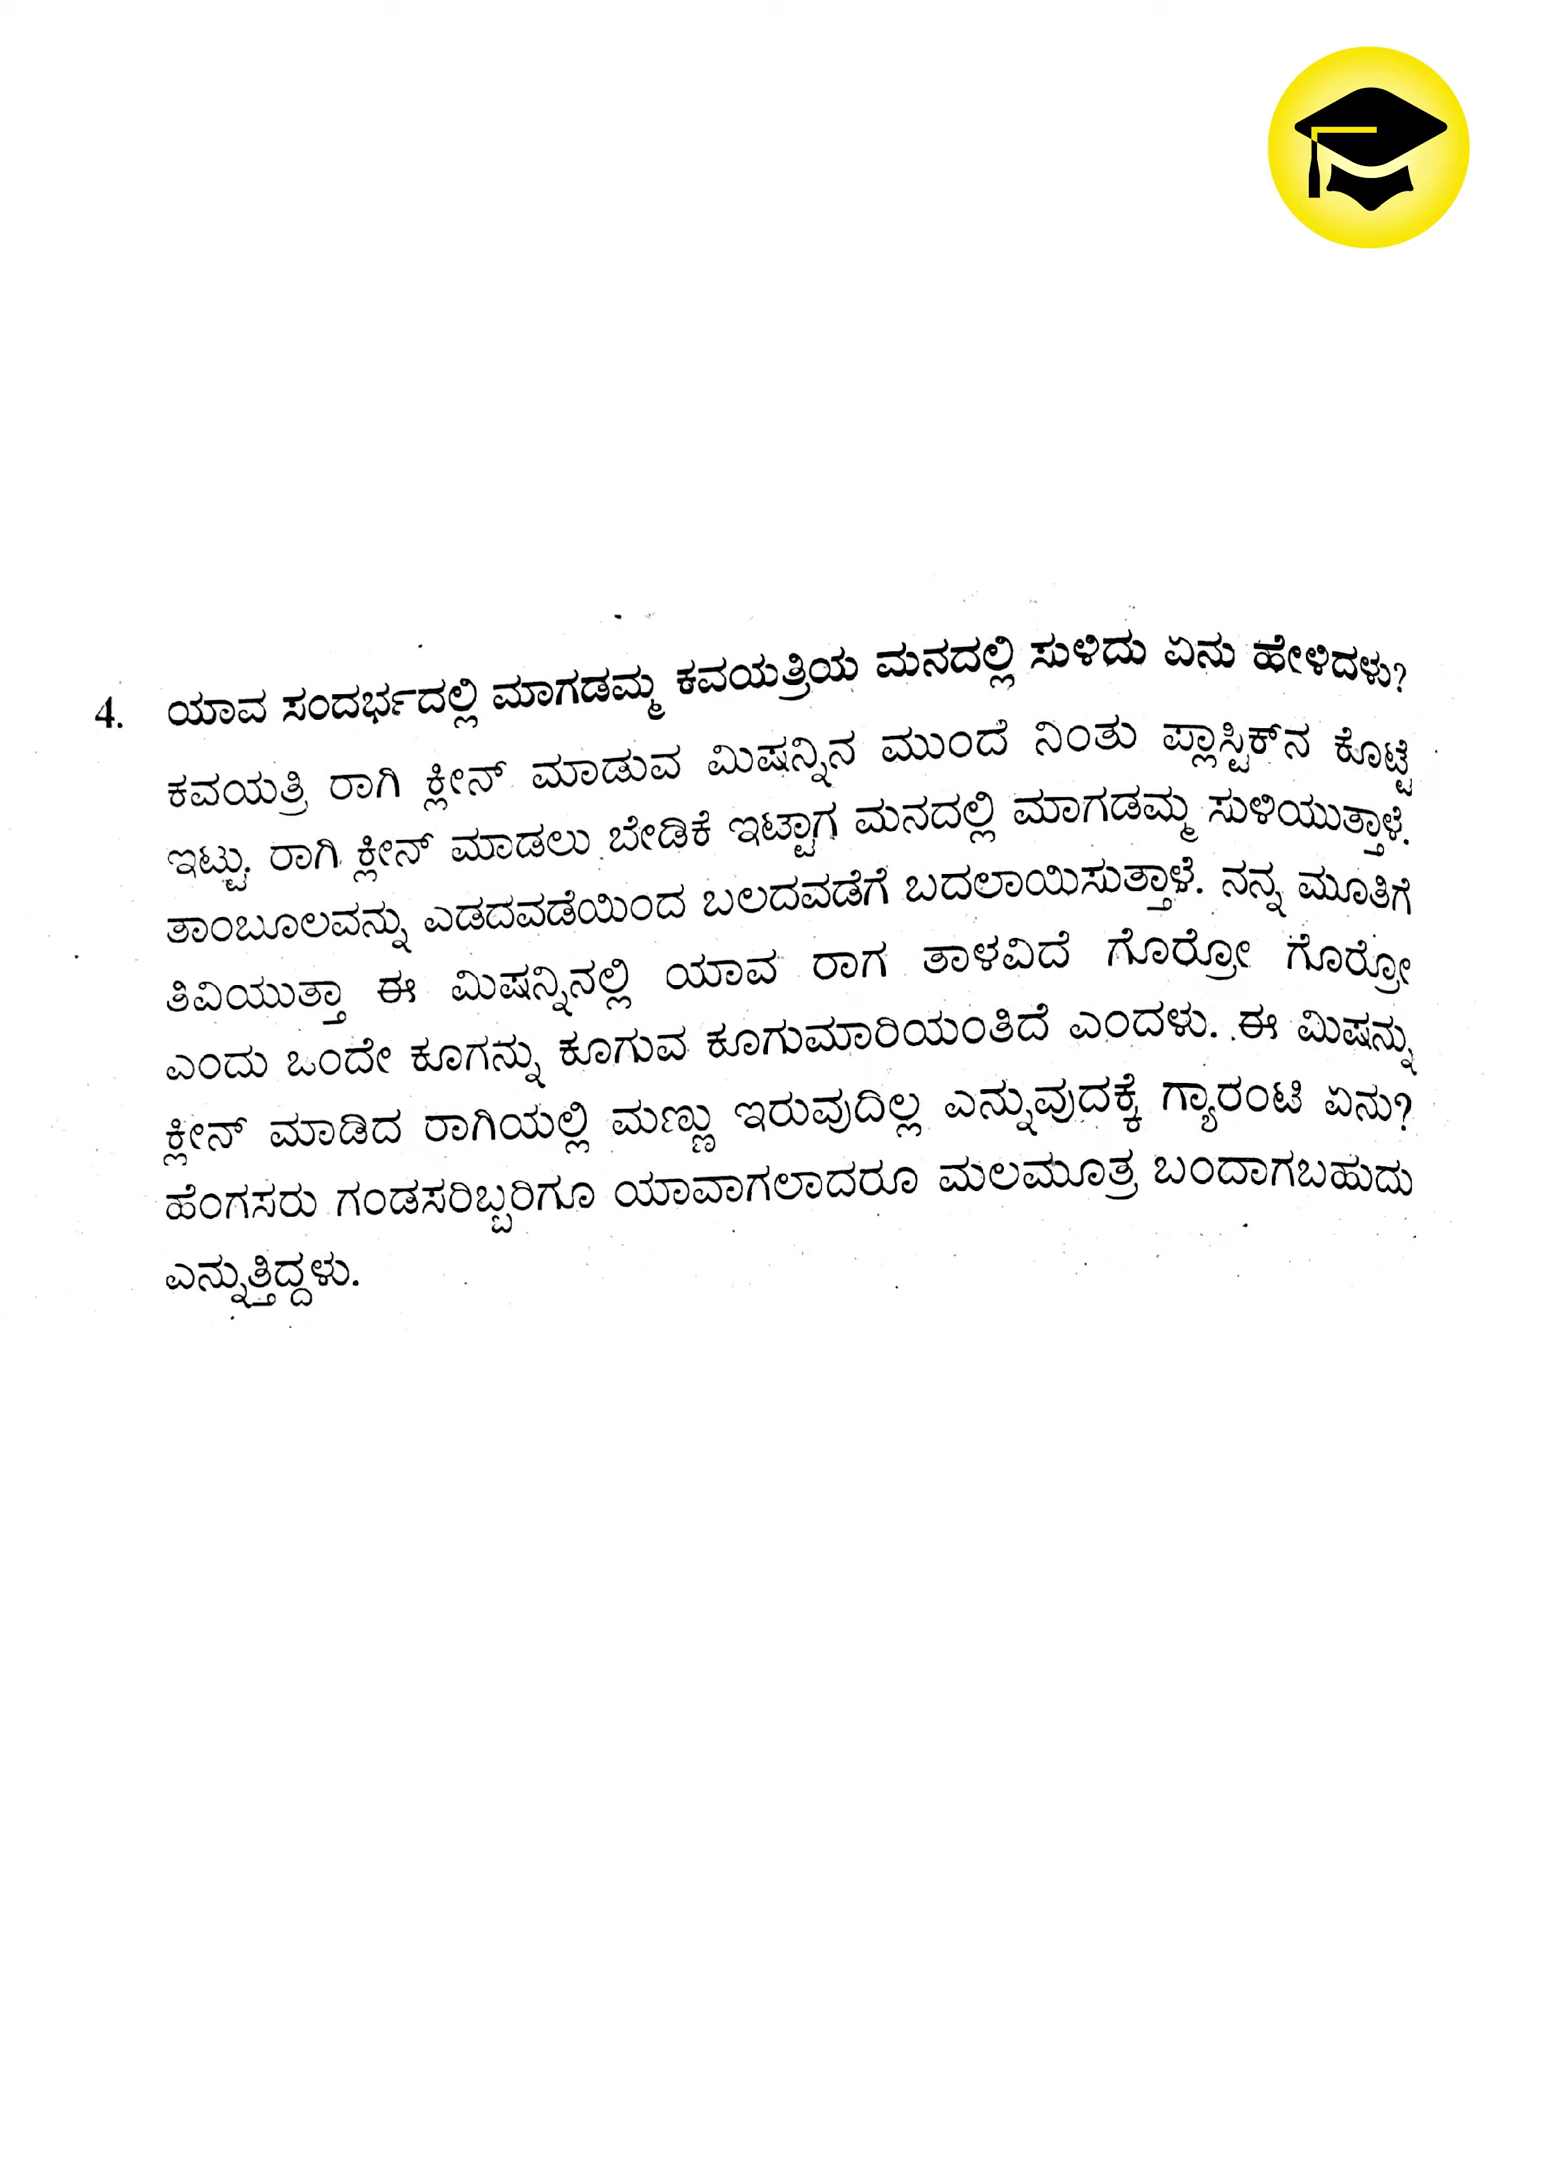 4. ಯಾವ ಸಂದರ್ಭದಲ್ಲಿ ಮಾಗಡಮ್ಮ ಕವಯತ್ರಿಯ ಮನದಲ್ಲಿ ಸುಳಿದು ಏನು ಹೇಳಿದಳು?
ಕವಯತ್ರಿ ರಾಗಿ ಕ್ಲೀನ್ ಮಾಡುವ ಮಿಷನ್ನಿನ ಮುಂದೆ ನಿಂತು ಪ್ಲಾಸ್ಟಿಕ್‌ನ ಕೊಟ್ಟೆ
ಇಟ್ಟು ರಾಗಿ ಕ್ಲೀನ್ ಮಾಡಲು ಬೇಡಿಕೆ ಇಟ್ಟಾಗ ಮನದಲ್ಲಿ ಮಾಗಡಮ್ಮ ಸುಳಿಯುತ್ತಾಳೆ.
ತಾಂಬೂಲವನ್ನು ಎಡದವಡೆಯಿಂದ ಬಲದವಡೆಗೆ ಬದಲಾಯಿಸುತ್ತಾಳೆ. ನನ್ನ ಮೂತಿಗೆ
ತಿವಿಯುತ್ತಾ ಈ ಮಿಷನ್ನಿನಲ್ಲಿ ಯಾವ ರಾಗ ತಾಳವಿದೆ ಗೊರ್ರೋ ಗೊರ್ರೋ
ಎಂದು ಒಂದೇ ಕೂಗನ್ನು ಕೂಗುವ ಕೂಗುಮಾರಿಯಂತಿದೆ ಎಂದಳು. ಈ ಮಿಷನ್ನು
ಕ್ಲೀನ್ ಮಾಡಿದ ರಾಗಿಯಲ್ಲಿ ಮಣ್ಣು ಇರುವುದಿಲ್ಲ ಎನ್ನುವುದಕ್ಕೆ ಗ್ಯಾರಂಟಿ ಏನು?
ಹೆಂಗಸರು ಗಂಡಸರಿಬ್ಬರಿಗೂ ಯಾವಾಗಲಾದರೂ ಮಲಮೂತ್ರ ಬಂದಾಗಬಹುದು
ಎನ್ನುತ್ತಿದ್ದಳು.